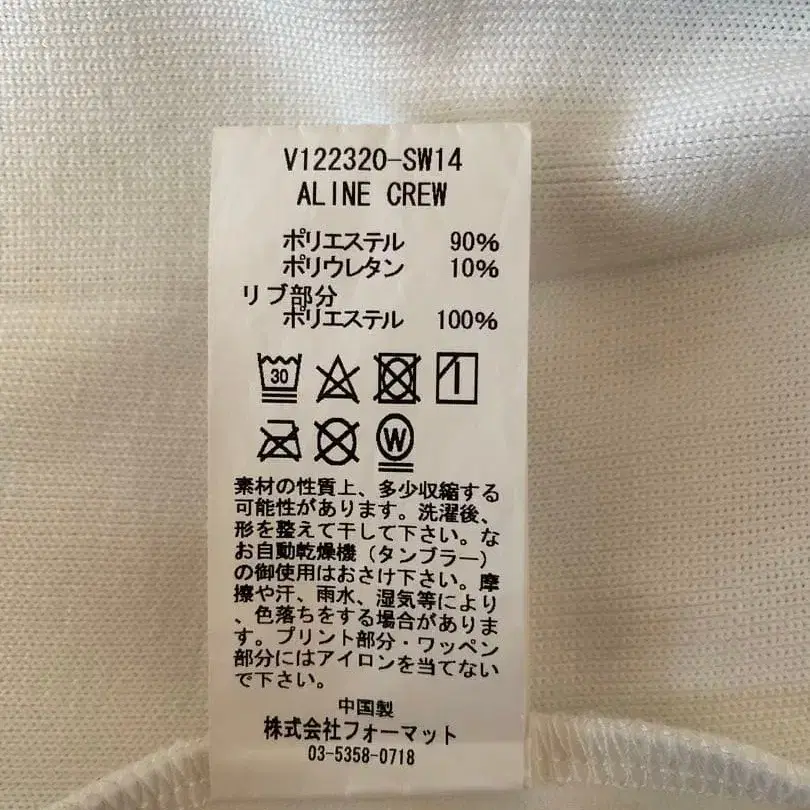 V122320-SW14
ALINE CREW
ポリエステル 90%
ポリウレタン 10%
リブ部分
ポリエステル 100%
30
W
素材の性質上、多少収縮する
可能性があります。洗濯後、
形を整えて干して下さい。な
お自動乾燥機（タンブラー）
の御使用はおさけ下さい。摩
擦や汗、雨水、湿気等により
、色落ちをする場合がありま
す。プリント部分・ワッペン
部分にはアイロンを当てない
で下さい。
中国製
株式会社フォーマット
03-5358-0718